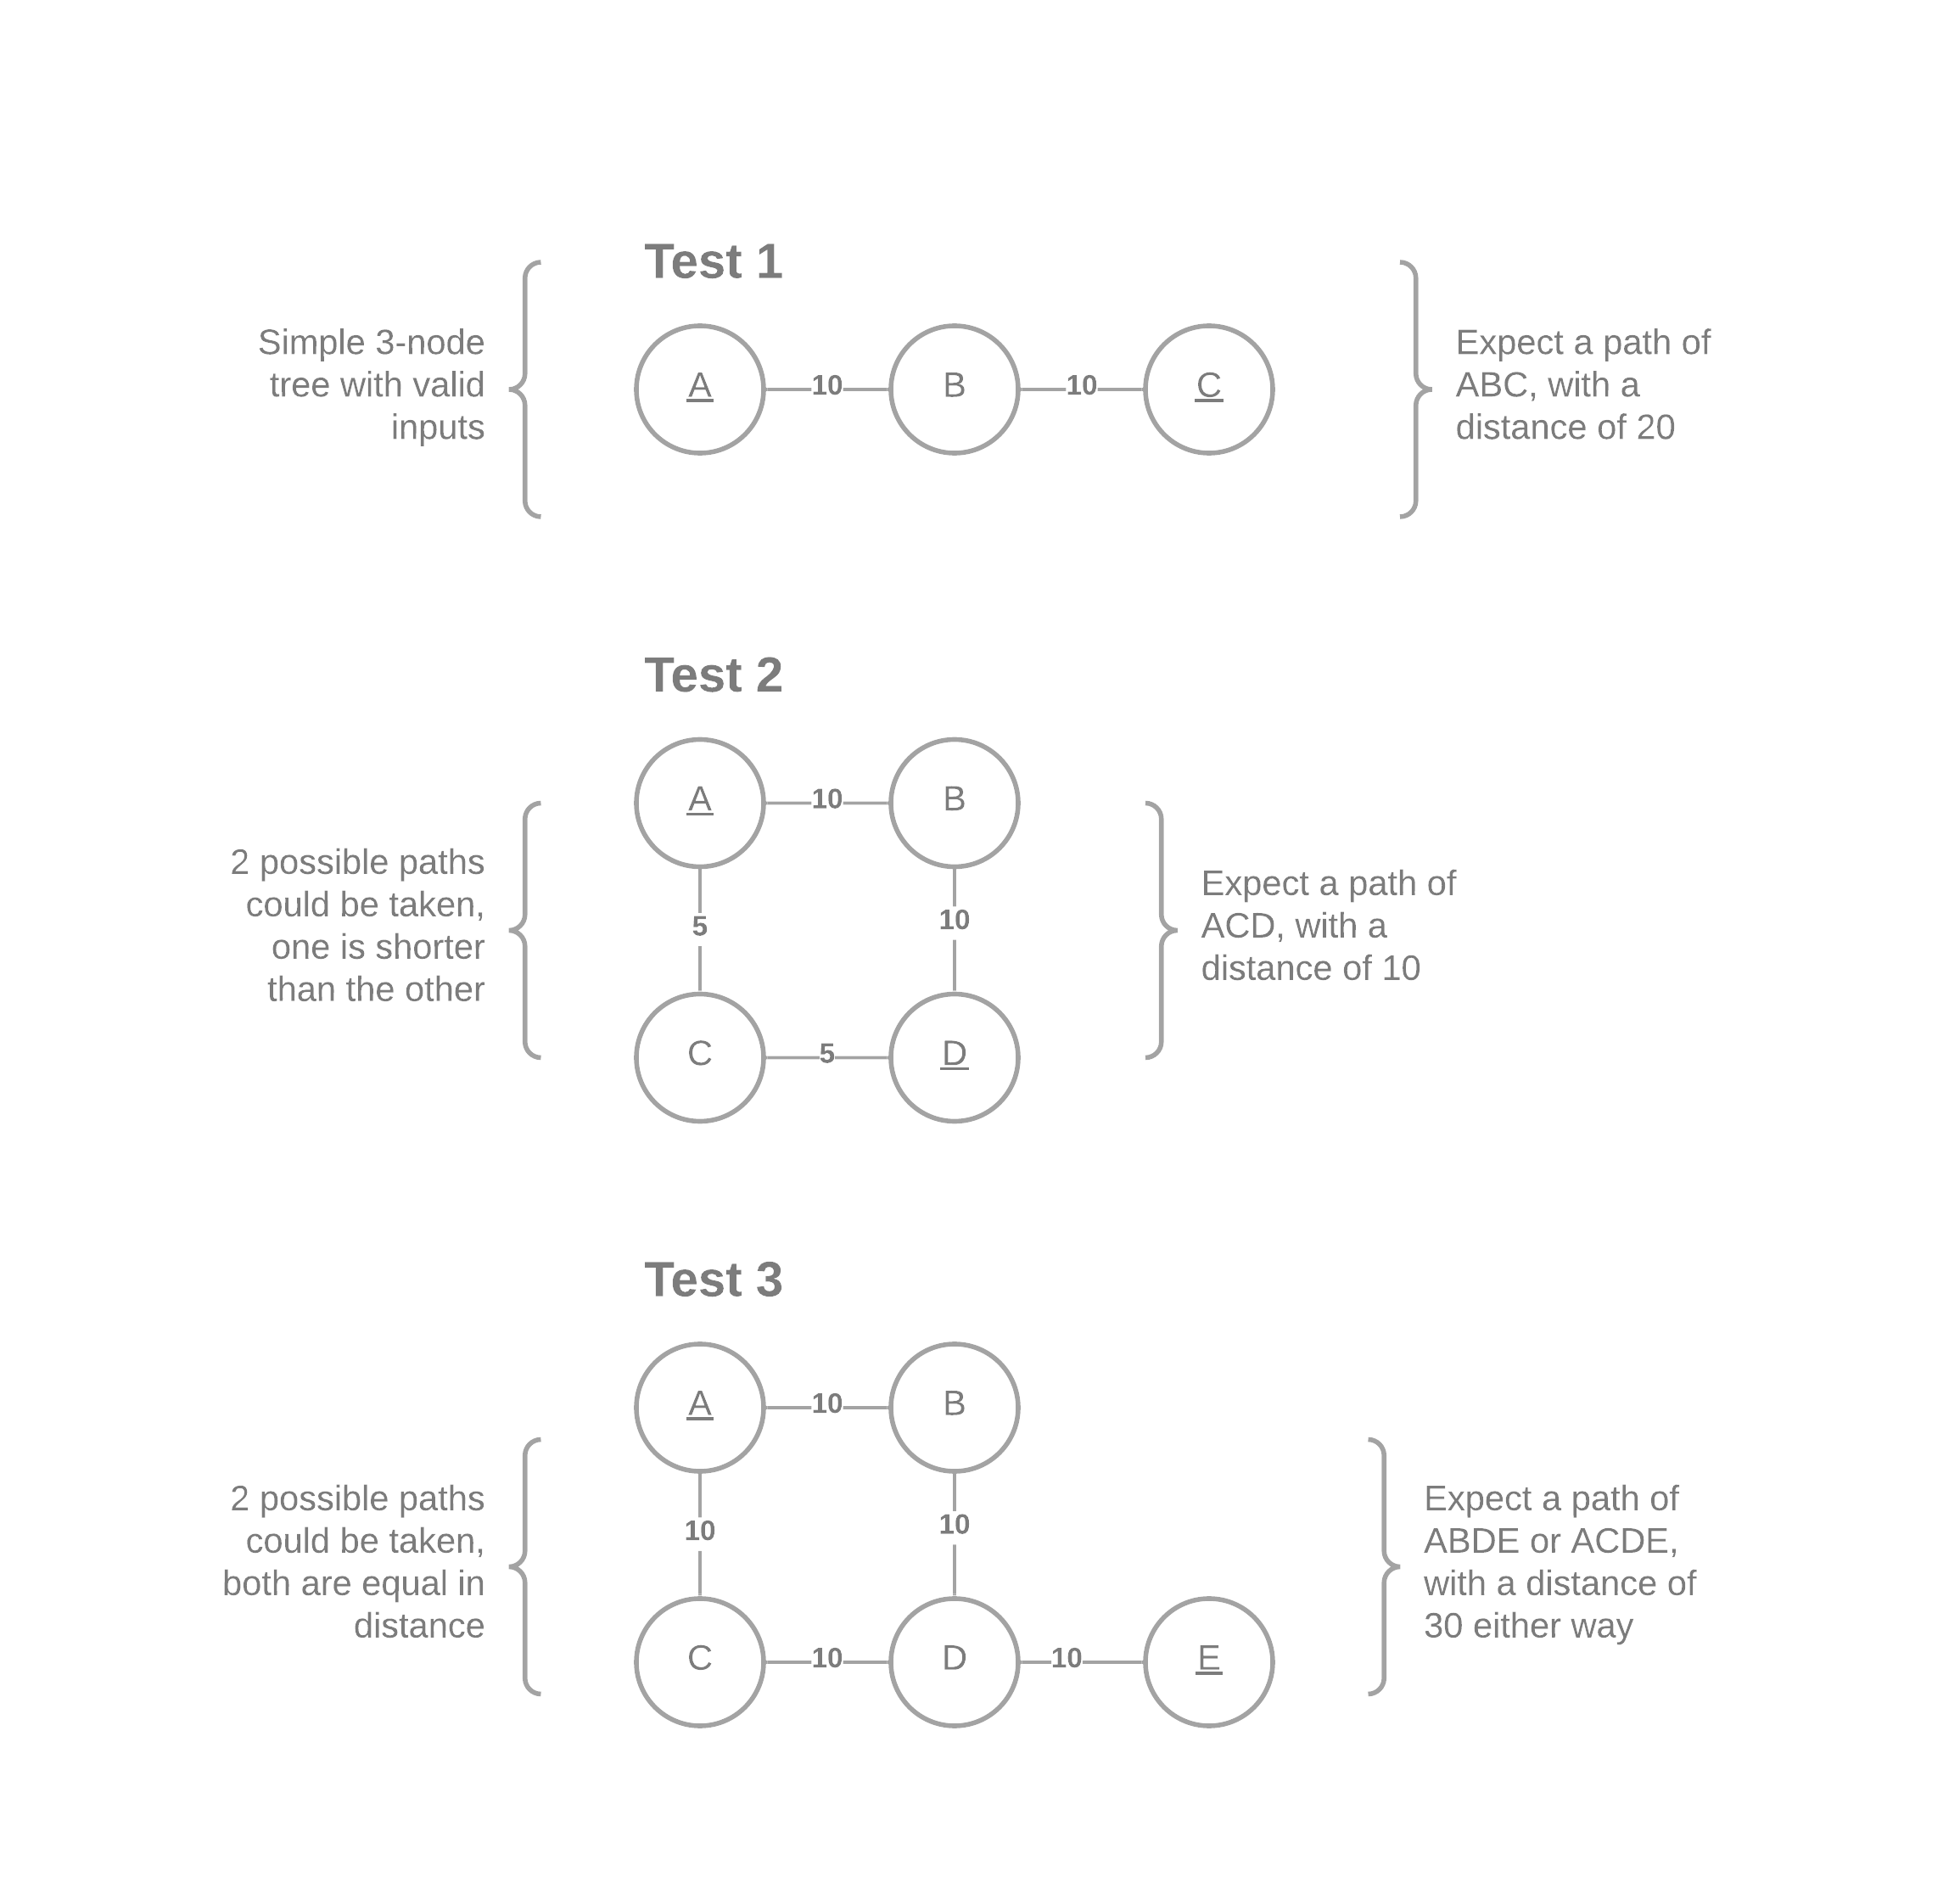 Test 1
Simple 3-node
tree with valid
inputs
A
10
B
10
C
Expect a path of
ABC, with a
distance of 20
Test 2
2 possible paths
could be taken,
one is shorter
than the other
A
10
B
5
10
C
5
D
Expect a path of
ACD, with a
distance of 10
Test 3
2 possible paths
could be taken,
both are equal in
distance
A
10
B
10
10
C
10
D
10
E
Expect a path of
ABDE or ACDE,
with a distance of
30 either way